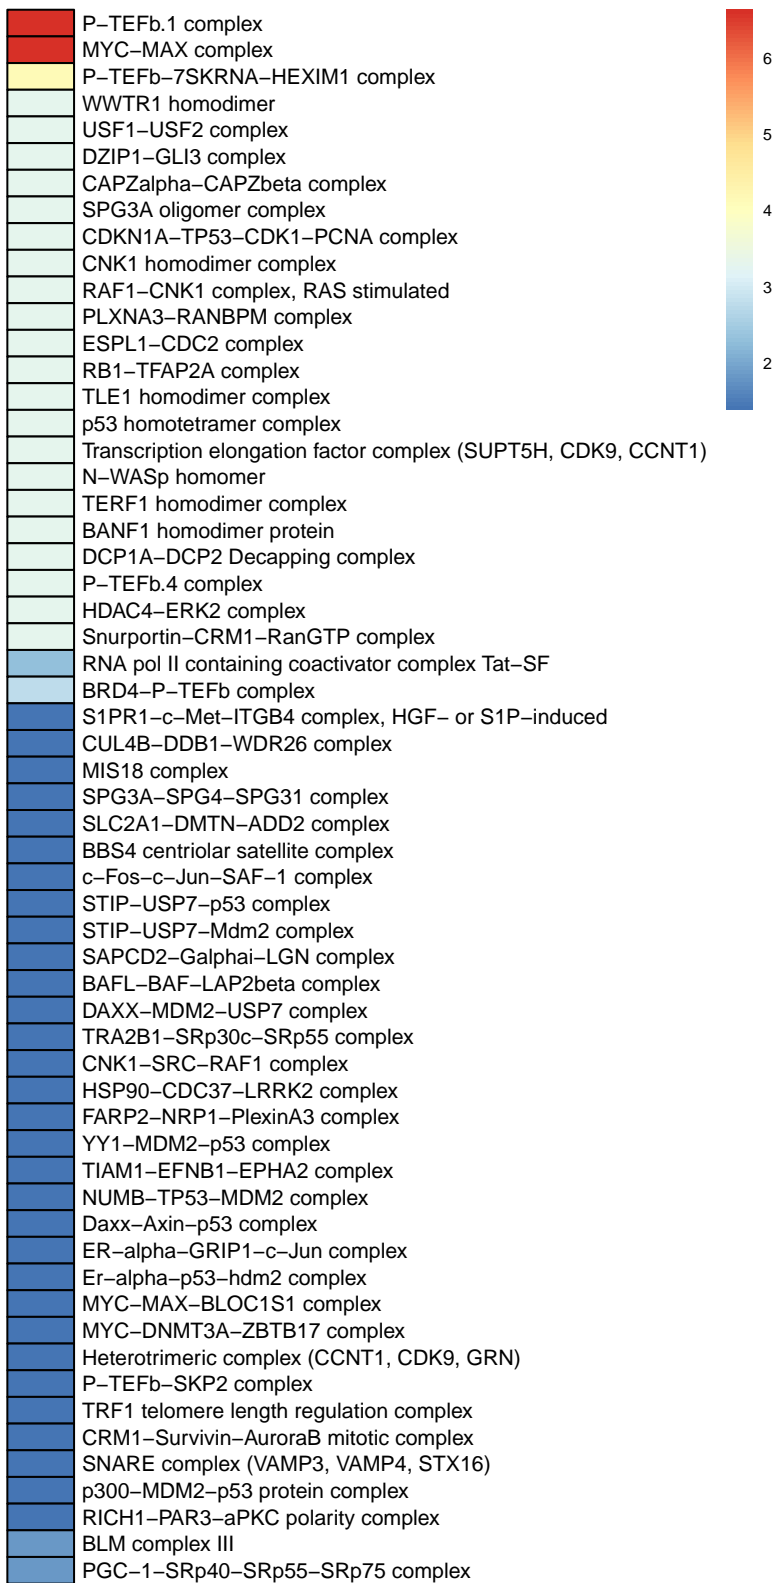 P−TEFb.1 complex
MYC−MAX complex
P−TEFb−7SKRNA−HEXIM1 complex
WWTR1 homodimer
USF1−USF2 complex
DZIP1−GLI3 complex
CAPZalpha−CAPZbeta complex
SPG3A oligomer complex
CDKN1A−TP53−CDK1−PCNA complex
CNK1 homodimer complex
RAF1−CNK1 complex, RAS stimulated
PLXNA3−RANBPM complex
ESPL1−CDC2 complex
RB1−TFAP2A complex
TLE1 homodimer complex
p53 homotetramer complex
Transcription elongation factor complex (SUPT5H, CDK9, CCNT1)
N−WASp homomer
TERF1 homodimer complex
BANF1 homodimer protein
DCP1A−DCP2 Decapping complex
P−TEFb.4 complex
HDAC4−ERK2 complex
Snurportin−CRM1−RanGTP complex
RNA pol II containing coactivator complex Tat−SF
BRD4−P−TEFb complex
S1PR1−c−Met−ITGB4 complex, HGF− or S1P−induced
CUL4B−DDB1−WDR26 complex
MIS18 complex
SPG3A−SPG4−SPG31 complex
SLC2A1−DMTN−ADD2 complex
BBS4 centriolar satellite complex
c−Fos−c−Jun−SAF−1 complex
STIP−USP7−p53 complex
STIP−USP7−Mdm2 complex
SAPCD2−Galphai−LGN complex
BAFL−BAF−LAP2beta complex
DAXX−MDM2−USP7 complex
TRA2B1−SRp30c−SRp55 complex
CNK1−SRC−RAF1 complex
HSP90−CDC37−LRRK2 complex
FARP2−NRP1−PlexinA3 complex
YY1−MDM2−p53 complex
TIAM1−EFNB1−EPHA2 complex
NUMB−TP53−MDM2 complex
Daxx−Axin−p53 complex
ER−alpha−GRIP1−c−Jun complex
Er−alpha−p53−hdm2 complex
MYC−MAX−BLOC1S1 complex
MYC−DNMT3A−ZBTB17 complex
Heterotrimeric complex (CCNT1, CDK9, GRN)
P−TEFb−SKP2 complex
TRF1 telomere length regulation complex
CRM1−Survivin−AuroraB mitotic complex
SNARE complex (VAMP3, VAMP4, STX16)
p300−MDM2−p53 protein complex
RICH1−PAR3−aPKC polarity complex
BLM complex III
PGC−1−SRp40−SRp55−SRp75 complex
6
5
4
3
2